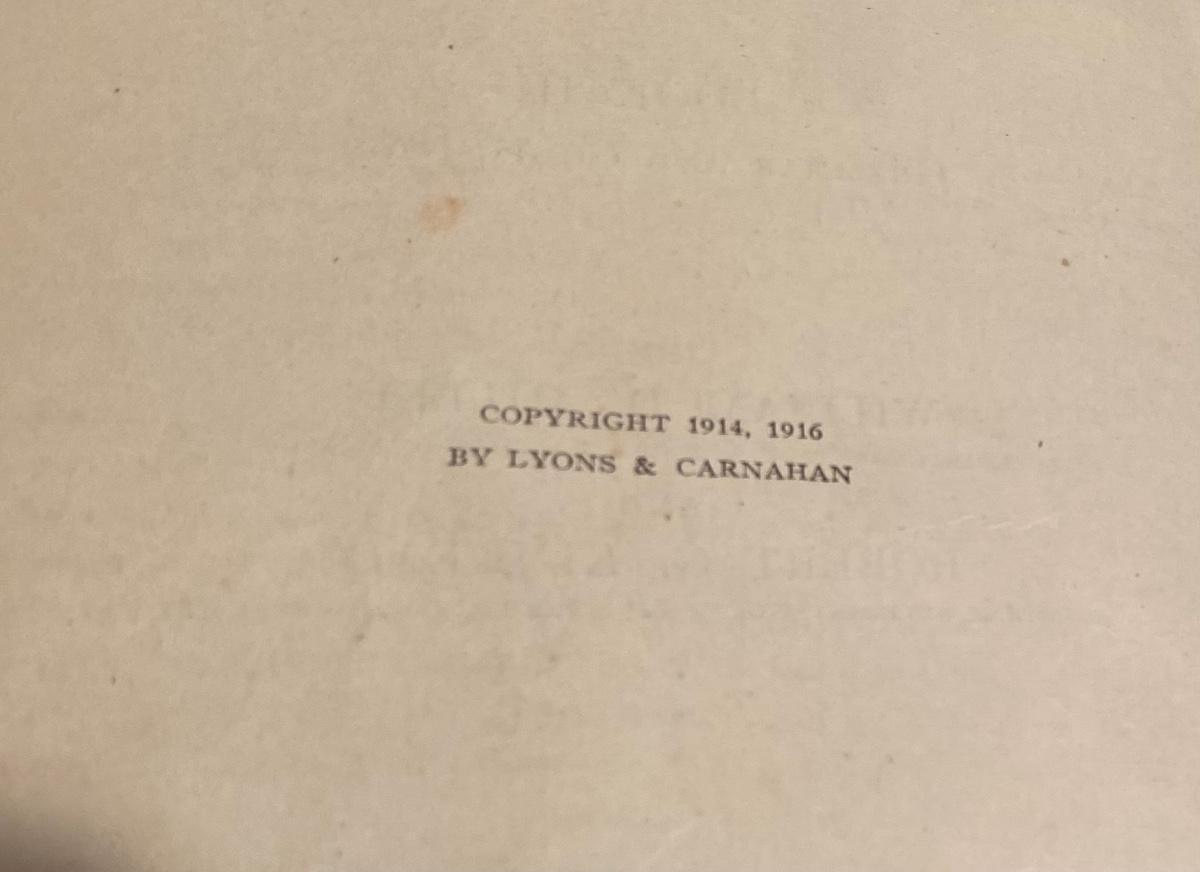 COPYRIGHT 1914, 1916
BY LYONS & CARNAHAN